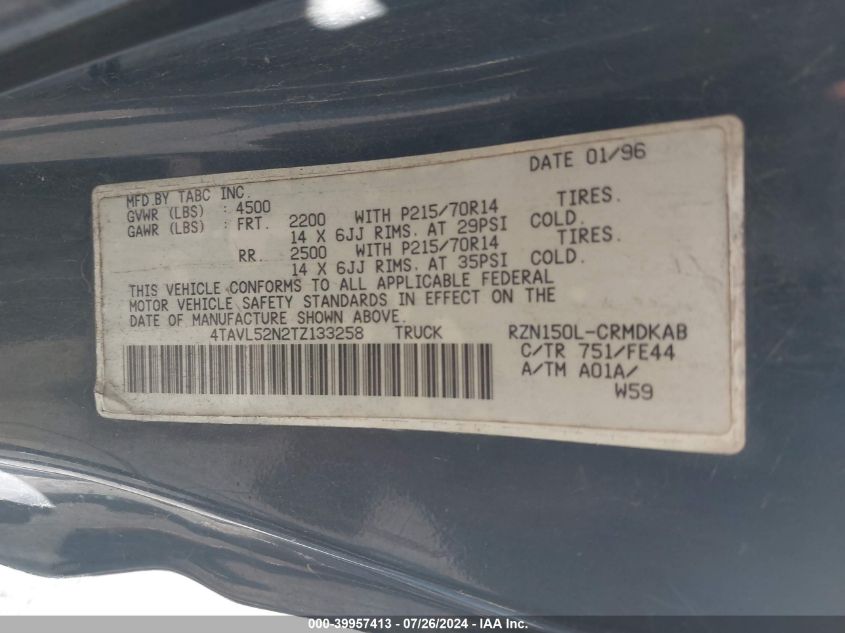 DATE 01/96
MFD.BY TABC INC.
GVWR (LBS) : 4500
GAWR (LBS) : FRT. 2200 WITH P215/70R14 TIRES.
14 X 6JJ RIMS. AT 29PSI COLD.
RR. 2500 WITH P215/70R14 TIRES.
14 X 6JJ RIMS. AT 35PSI COLD.
THIS VEHICLE CONFORMS TO ALL APPLICABLE FEDERAL
MOTOR VEHICLE SAFETY STANDARDS IN EFFECT ON THE
DATE OF MANUFACTURE SHOWN ABOVE.
4TAVL52N2TZ133258 TRUCK RZN150L-CRMDKAB
C/TR 751/FE44
A/TM A01A/
W59
000-39957413 - 07/26/2024 - IAA, Inc.